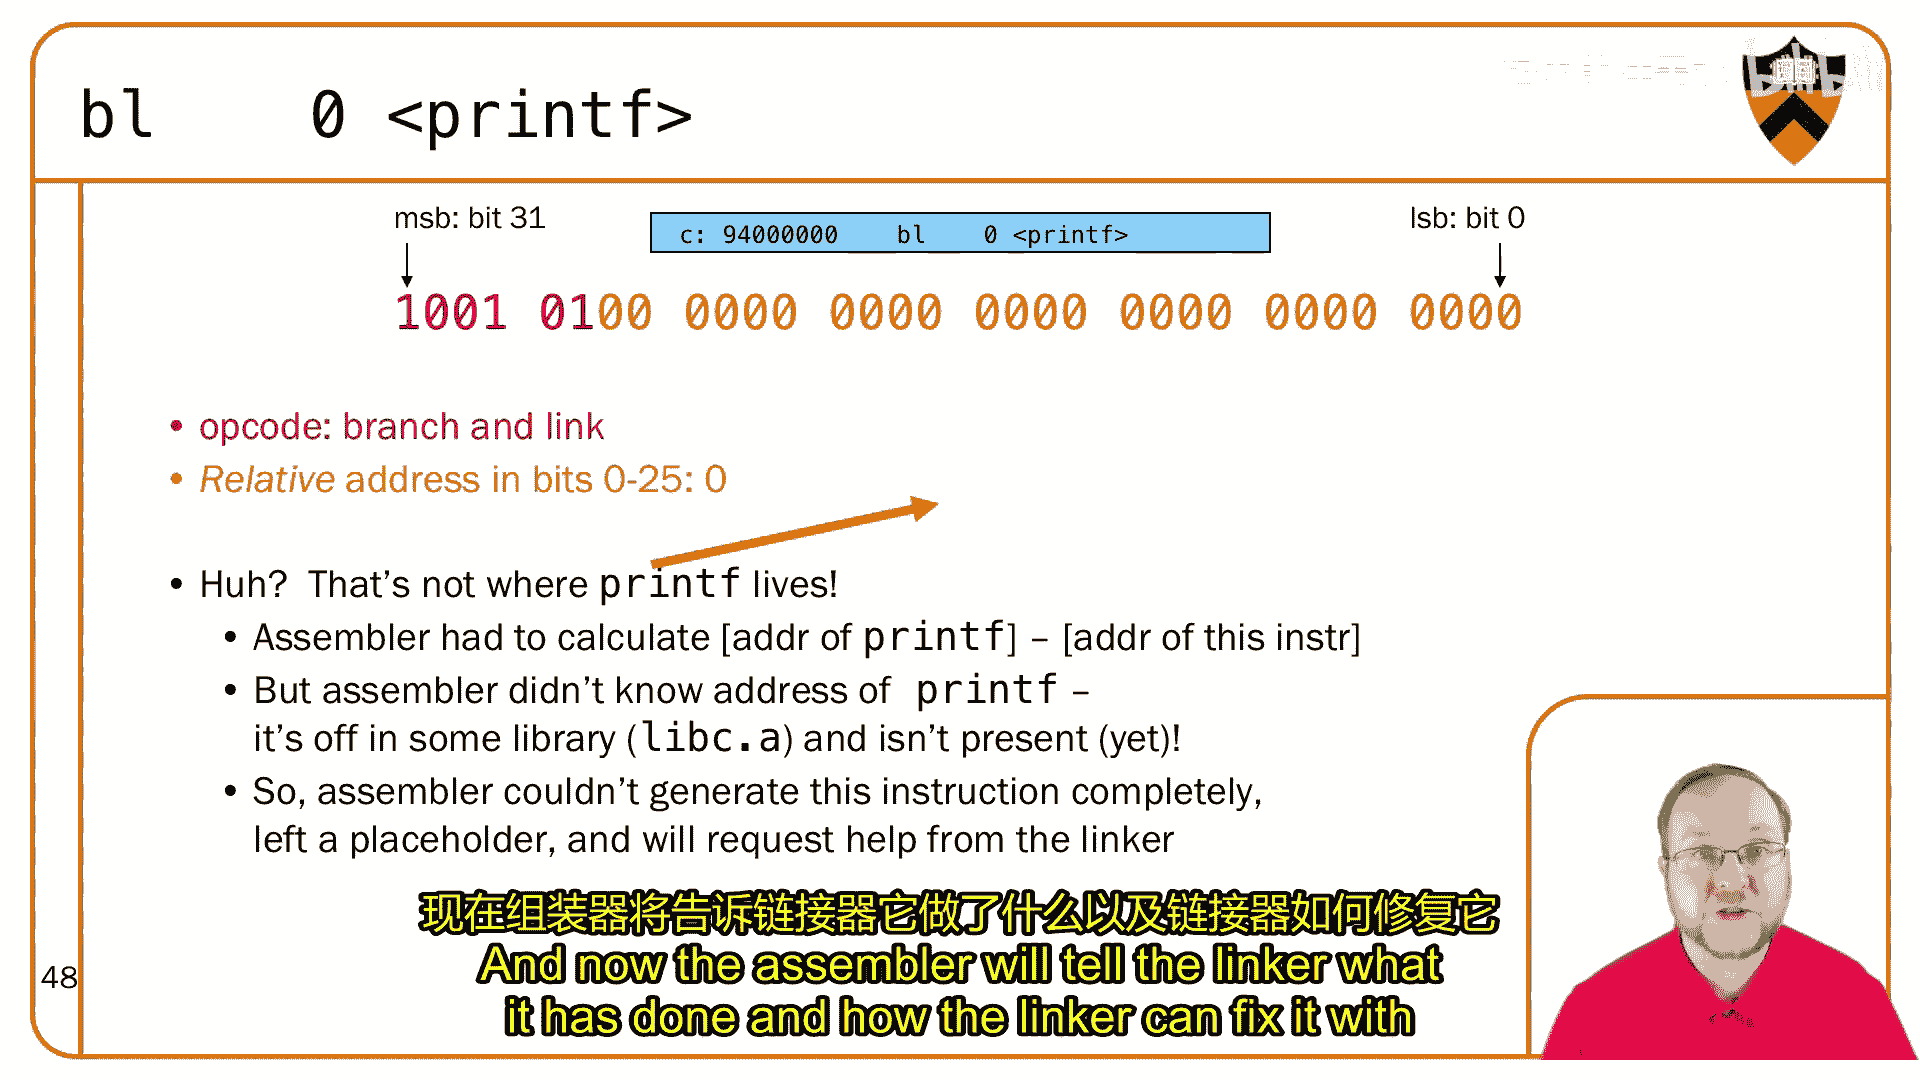 bl 0 <printf>
msb: bit 31
c: 94000000 bl 0 <printf>
lsb: bit 0
1001 0100 0000 0000 0000 0000 0000 0000
• opcode: branch and link
• Relative address in bits 0-25: 0
• Huh? That’s not where printf lives!
• Assembler had to calculate [addr of printf] – [addr of this instr]
• But assembler didn’t know address of printf –
it’s off in some library (libc.a) and isn’t present (yet)!
• So, assembler couldn’t generate this instruction completely,
left a placeholder, and will request help from the linker
现在组装器将告诉链接器它做了什么以及链接器如何修复它
And now the assembler will tell the linker what
it has done and how the linker can fix it with
48